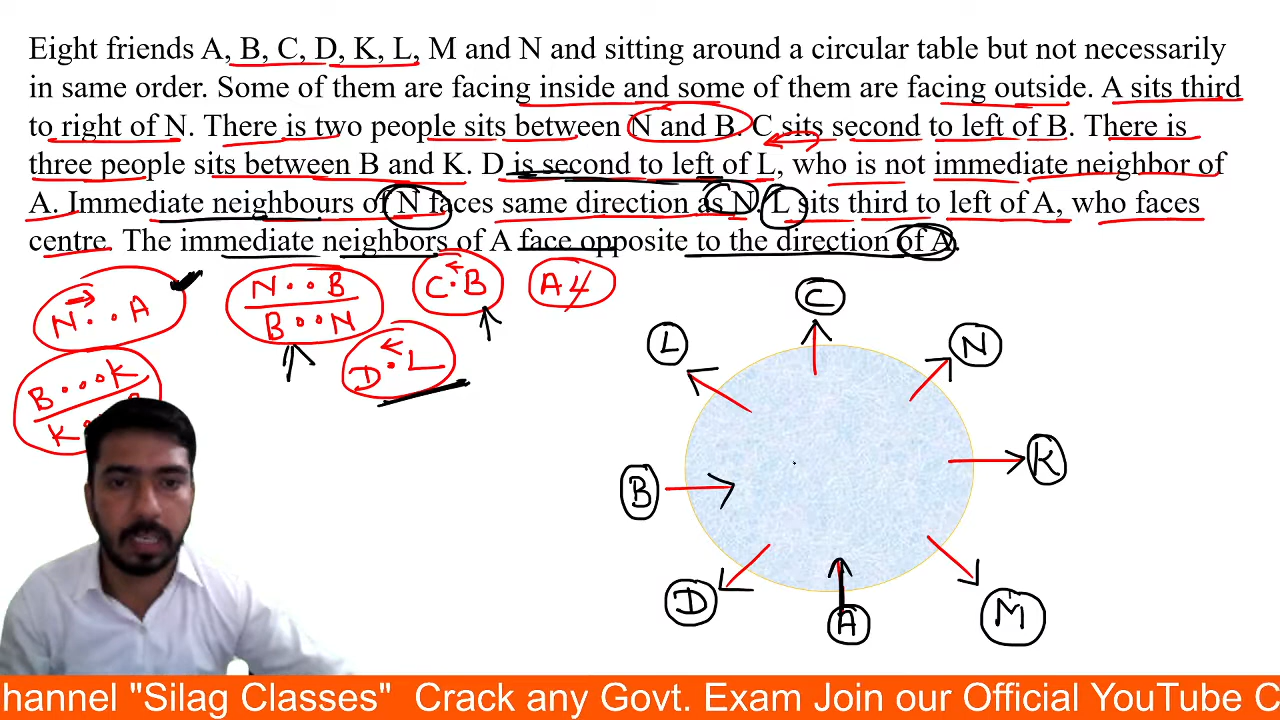 Eight friends A, B, C, D, K, L, M and N and sitting around a circular table but not necessarily
in same order. Some of them are facing inside and some of them are facing outside. A sits third
to right of N. There is two people sits between N and B. C sits second to left of B. There is
three people sits between B and K. D is second to left of L, who is not immediate neighbor of
A. Immediate neighbours of N faces same direction as N. L sits third to left of A, who faces
centre. The immediate neighbors of A face opposite to the direction of A.
N . . A
N . . B
B . . N
C . B
A
D . L
B . . . K
K
C
L
N
B
K
D
A
M
hannel "Silag Classes" Crack any Govt. Exam Join our Official YouTube C